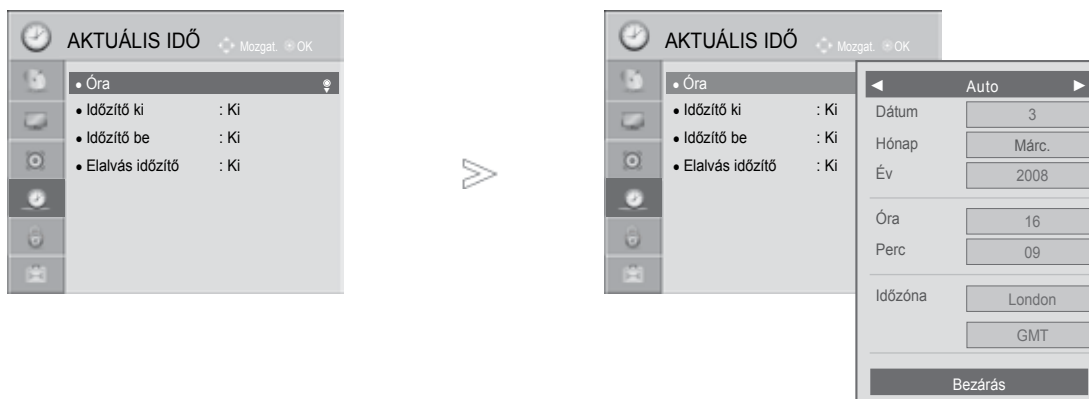 AKTUÁLIS IDŐ Mozgat. OK
• Óra
• Időzítő ki : Ki
• Időzítő be : Ki
• Elalvás időzítő : Ki
AKTUÁLIS IDŐ Mozgat. OK
• Óra
• Időzítő ki : Ki
• Időzítő be : Ki
• Elalvás időzítő : Ki
◄ Auto ►
Dátum 3
Hónap Márc.
Év 2008
Óra 16
Perc 09
Időzóna London
GMT
Bezárás